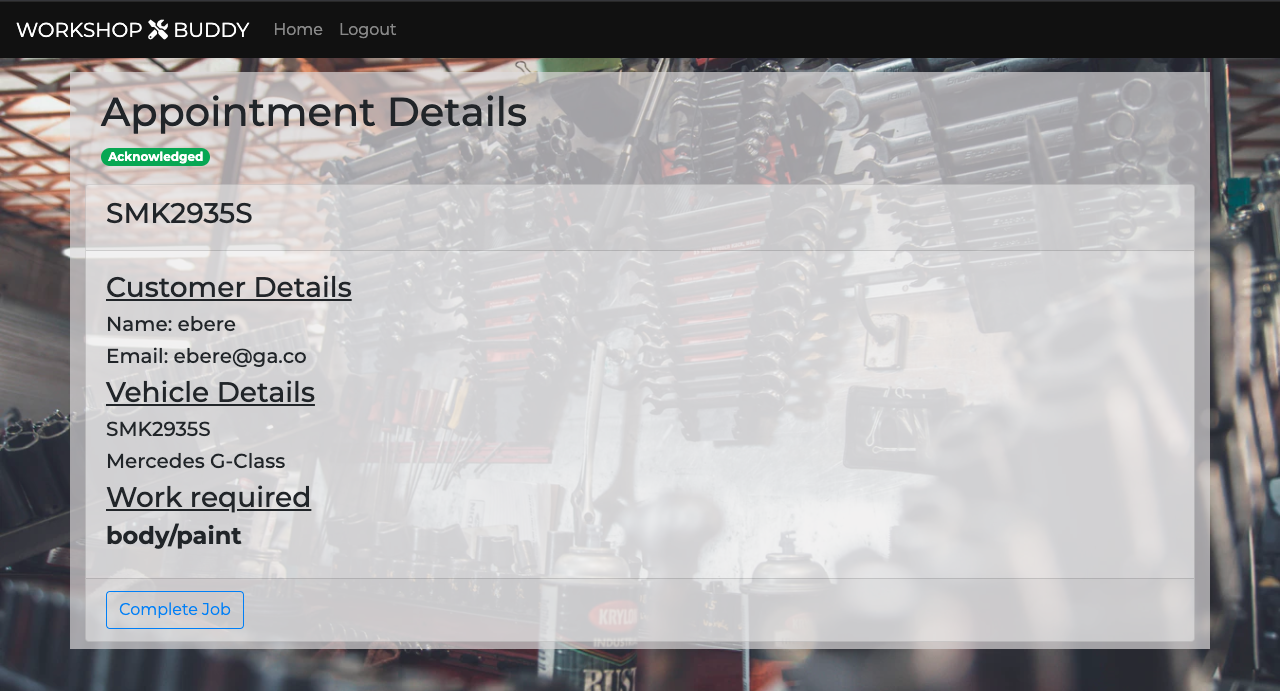 WORKSHOP BUDDY Home Logout
Appointment Details
Acknowledged
SMK2935S
Customer Details
Name: ebere
Email: ebere@ga.co
Vehicle Details
SMK2935S
Mercedes G-Class
Work required
body/paint
Complete Job